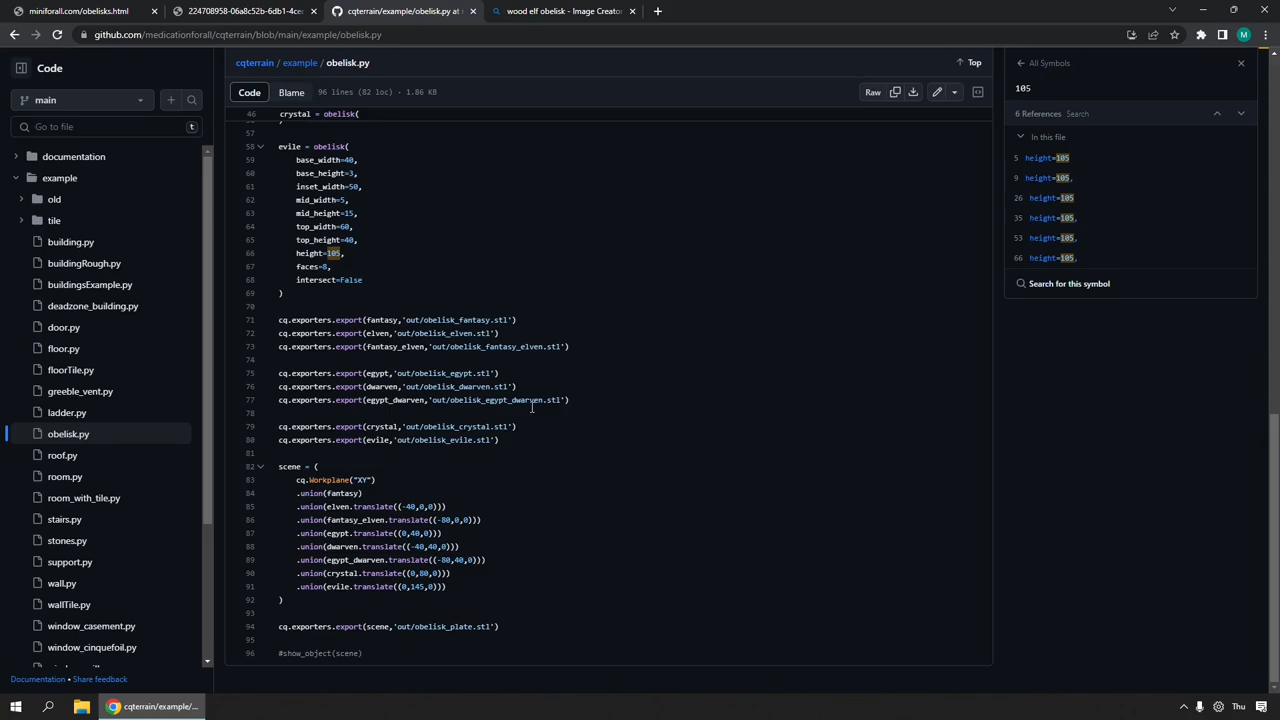 miniforall.com/obelisks.html
224708958-06a8c52b-6db1-4cec
cqterrain/example/obelisk.py at
wood elf obelisk - Image Creator
github.com/medicationforall/cqterrain/blob/main/example/obelisk.py
M
Code
main
Go to file
t
documentation
example
old
tile
building.py
buildingRough.py
buildingsExample.py
deadzone_building.py
door.py
floor.py
floorTile.py
greeble_vent.py
ladder.py
obelisk.py
roof.py
room.py
room_with_tile.py
stairs.py
stones.py
support.py
wall.py
wallTile.py
window_casement.py
window_cinquefoil.py
Documentation • Share feedback
cqterrain / example / obelisk.py
Top
Code Blame 96 lines (82 loc) • 1.86 KB
Raw
46 crystal = obelisk(
57
58 evile = obelisk(
59 base_width=40,
60 base_height=3,
61 inset_width=50,
62 mid_width=5,
63 mid_height=15,
64 top_width=60,
65 top_height=40,
66 height=105,
67 faces=8,
68 intersect=False
69 )
70
71 cq.exporters.export(fantasy,'out/obelisk_fantasy.stl')
72 cq.exporters.export(elven,'out/obelisk_elven.stl')
73 cq.exporters.export(fantasy_elven,'out/obelisk_fantasy_elven.stl')
74
75 cq.exporters.export(egypt,'out/obelisk_egypt.stl')
76 cq.exporters.export(dwarven,'out/obelisk_dwarven.stl')
77 cq.exporters.export(egypt_dwarven,'out/obelisk_egypt_dwarven.stl')
78
79 cq.exporters.export(crystal,'out/obelisk_crystal.stl')
80 cq.exporters.export(evile,'out/obelisk_evile.stl')
81
82 scene = (
83 cq.Workplane("XY")
84 .union(fantasy)
85 .union(elven.translate((-40,0,0)))
86 .union(fantasy_elven.translate((-80,0,0)))
87 .union(egypt.translate((0,40,0)))
88 .union(dwarven.translate((-40,40,0)))
89 .union(egypt_dwarven.translate((-80,40,0)))
90 .union(crystal.translate((0,80,0)))
91 .union(evile.translate((0,145,0)))
92 )
93
94 cq.exporters.export(scene,'out/obelisk_plate.stl')
95
96 #show_object(scene)
All Symbols
105
6 References Search
In this file
5 height=105
9 height=105,
26 height=105
35 height=105,
53 height=105,
66 height=105,
Search for this symbol
cqterrain/example/...
Thu